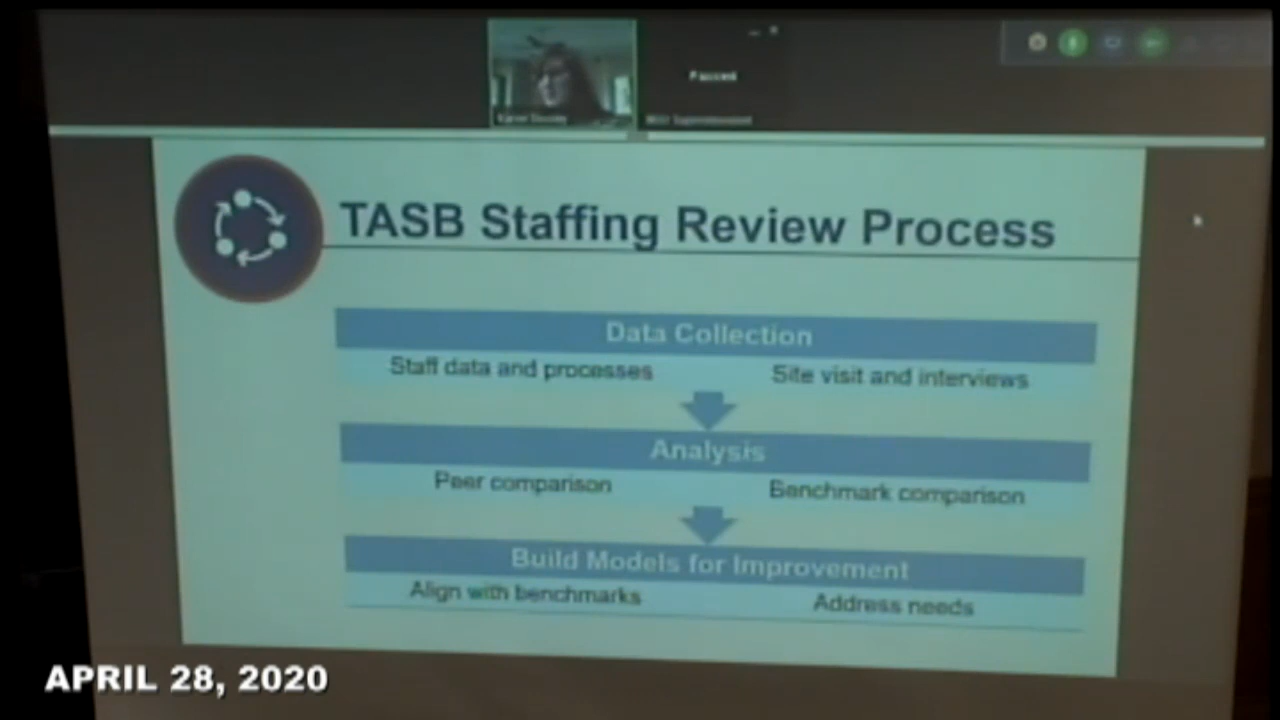 Paused
TASB Staffing Review Process
Data Collection
Staff data and processes Site visit and interviews
Analysis
Peer comparison Benchmark comparison
Build Models for Improvement
Align with benchmarks Address needs
APRIL 28, 2020